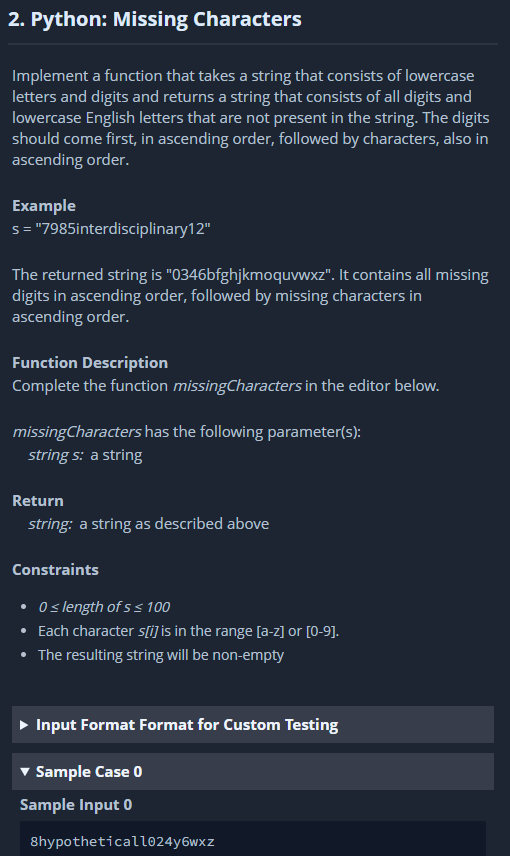 2. Python: Missing Characters
Implement a function that takes a string that consists of lowercase
letters and digits and returns a string that consists of all digits and
lowercase English letters that are not present in the string. The digits
should come first, in ascending order, followed by characters, also in
ascending order.
Example
s = "7985interdisciplinary12"
The returned string is "0346bfghjkmoquvwxz". It contains all missing
digits in ascending order, followed by missing characters in
ascending order.
Function Description
Complete the function missingCharacters in the editor below.
missingCharacters has the following parameter(s):
string s: a string
Return
string: a string as described above
Constraints
• 0 ≤ length of s ≤ 100
• Each character s[i] is in the range [a-z] or [0-9].
• The resulting string will be non-empty
▶ Input Format Format for Custom Testing
▼ Sample Case 0
Sample Input 0
8hypotheticall024y6wxz